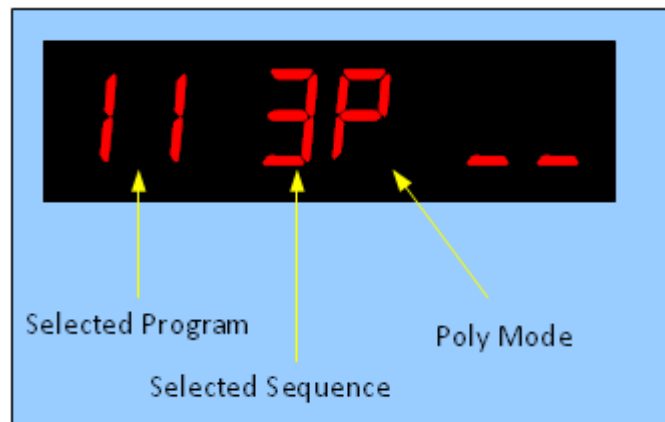 11 3P _ _
Selected Program
Poly Mode
Selected Sequence